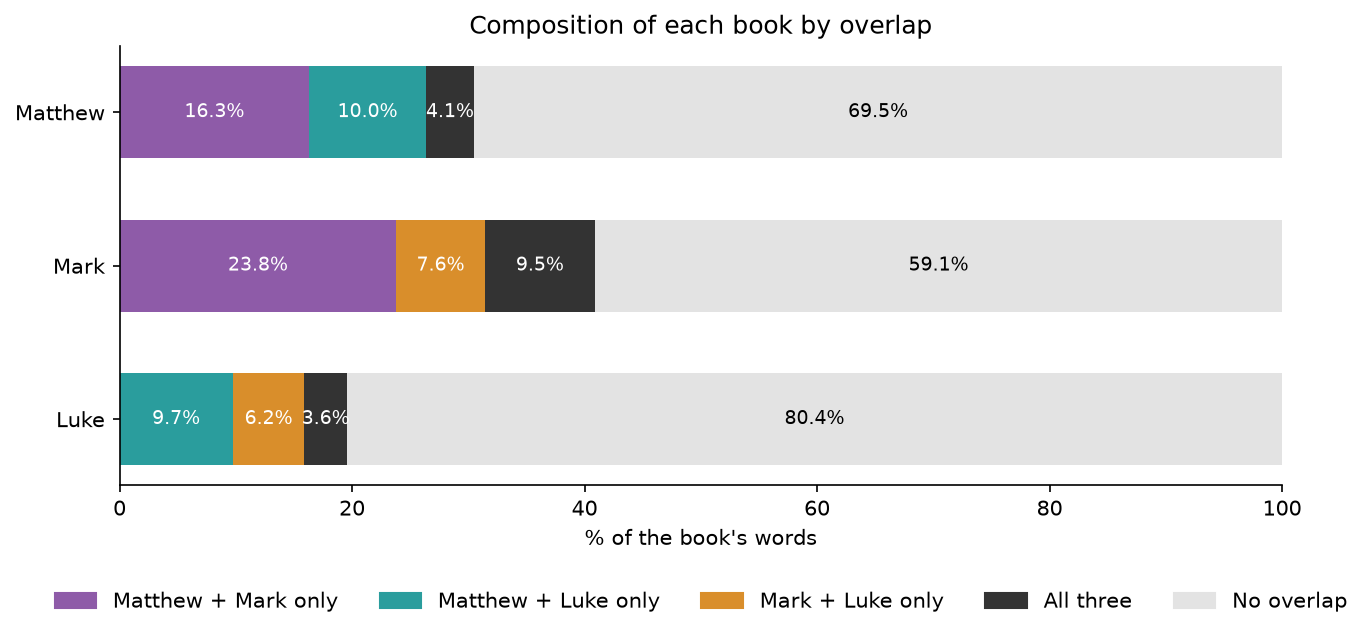 Composition of each book by overlap
Matthew 16.3% 10.0% 4.1% 69.5%
Mark 23.8% 7.6% 9.5% 59.1%
Luke 9.7% 6.2% 3.6% 80.4%
0 20 40 60 80 100
% of the book's words
Matthew + Mark only Matthew + Luke only Mark + Luke only All three No overlap